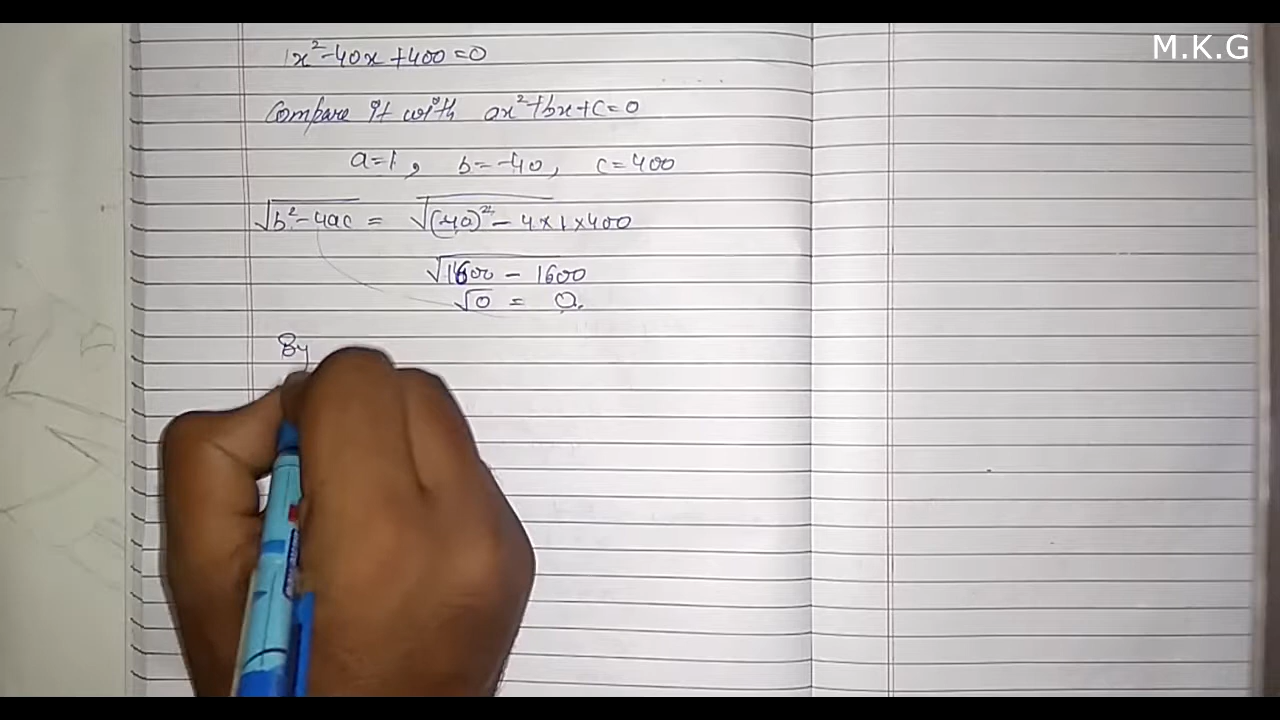 M.K.G
1x²-40x+400=0
Compare it with ax²+bx+c=0
a=1, b=-40, c=400
√b²-4ac = √(40)²-4×1×400
√1600 - 1600
√0 = 0.
By